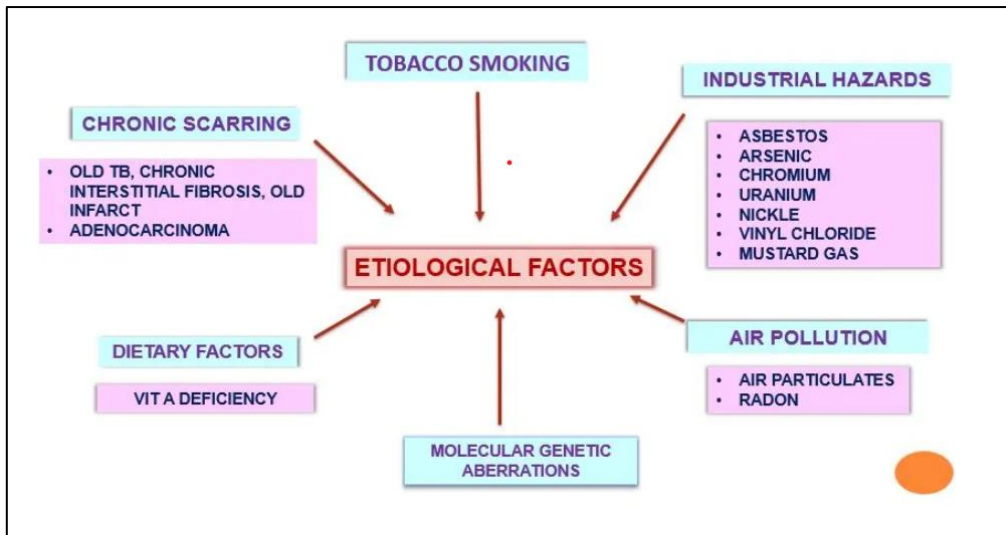 TOBACCO SMOKING
INDUSTRIAL HAZARDS
• ASBESTOS
• ARSENIC
• CHROMIUM
• URANIUM
• NICKLE
• VINYL CHLORIDE
• MUSTARD GAS
CHRONIC SCARRING
• OLD TB, CHRONIC
INTERSTITIAL FIBROSIS, OLD
INFARCT
• ADENOCARCINOMA
ETIOLOGICAL FACTORS
DIETARY FACTORS
VIT A DEFICIENCY
AIR POLLUTION
• AIR PARTICULATES
• RADON
MOLECULAR GENETIC
ABERRATIONS